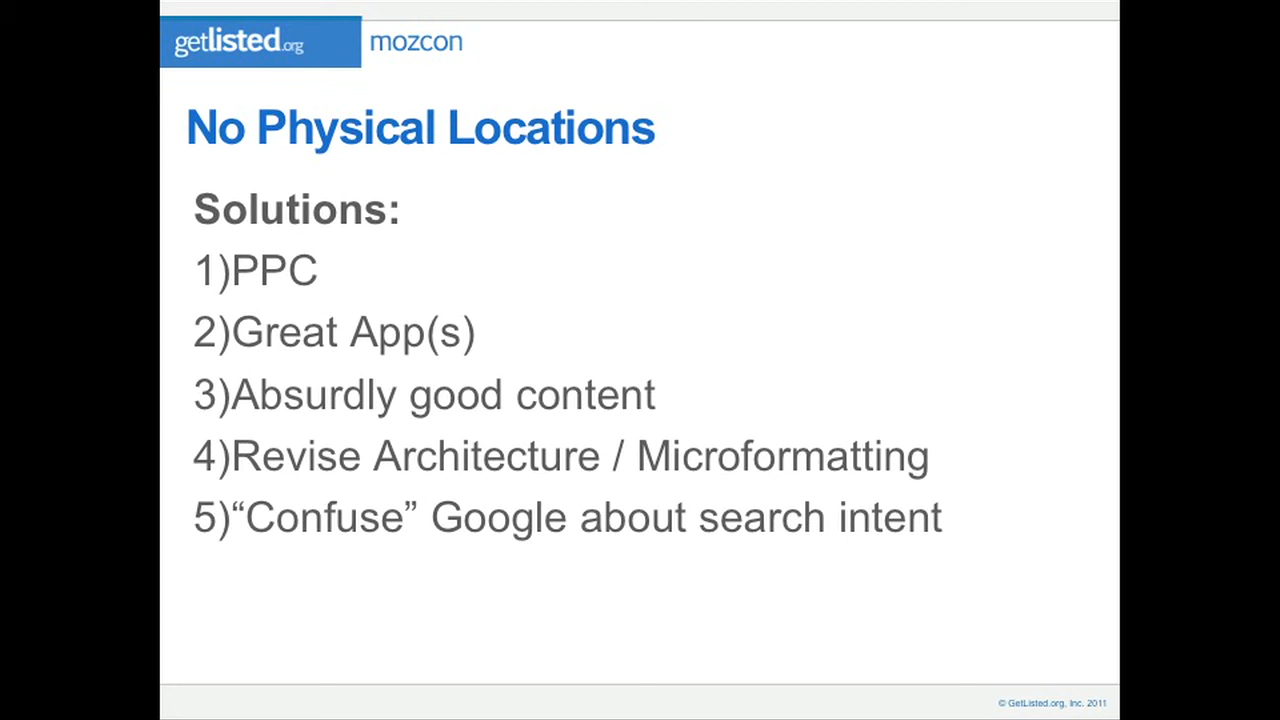 getlisted.org mozcon
No Physical Locations
Solutions:
1)PPC
2)Great App(s)
3)Absurdly good content
4)Revise Architecture / Microformatting
5)“Confuse” Google about search intent
© GetListed.org, Inc. 2011